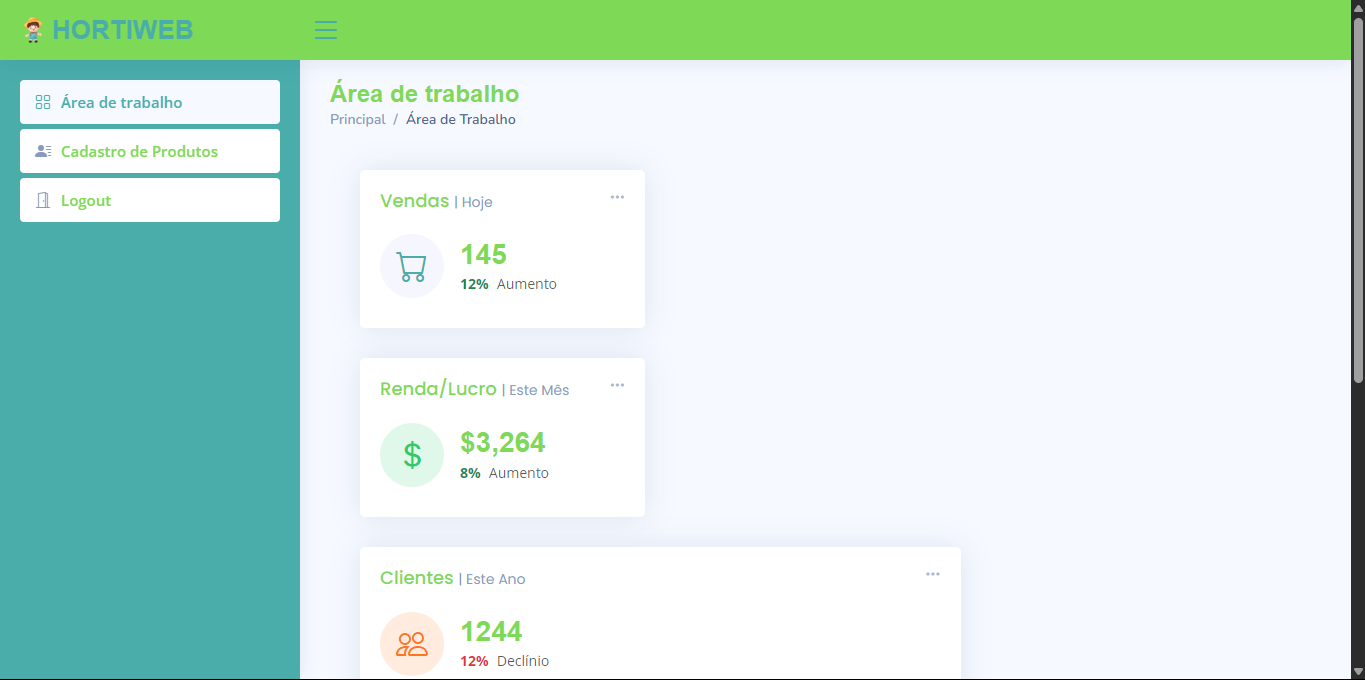 HORTIWEB
Área de trabalho
Cadastro de Produtos
Logout
Área de trabalho
Principal / Área de Trabalho
Vendas | Hoje
145
12% Aumento
Renda/Lucro | Este Mês
$
$3,264
8% Aumento
Clientes | Este Ano
1244
12% Declínio